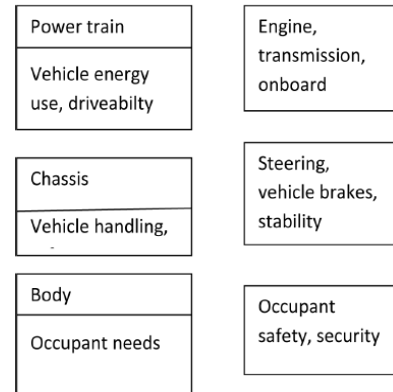 Power train
Vehicle energy
use, driveabilty
Engine,
transmission,
onboard
Chassis
Vehicle handling,
Steering,
vehicle brakes,
stability
Body
Occupant needs
Occupant
safety, security